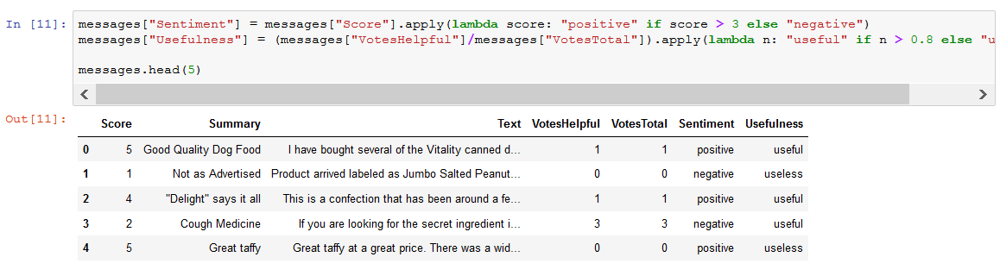 In [11]: messages["Sentiment"] = messages["Score"].apply(lambda score: "positive" if score > 3 else "negative")
messages["Usefulness"] = (messages["VotesHelpful"]/messages["VotesTotal"]).apply(lambda n: "useful" if n > 0.8 else "u
messages.head(5)
Out[11]:
Score Summary Text VotesHelpful VotesTotal Sentiment Usefulness
0 5 Good Quality Dog Food I have bought several of the Vitality canned d... 1 1 positive useful
1 1 Not as Advertised Product arrived labeled as Jumbo Salted Peanut... 0 0 negative useless
2 4 "Delight" says it all This is a confection that has been around a fe... 1 1 positive useful
3 2 Cough Medicine If you are looking for the secret ingredient i... 3 3 negative useful
4 5 Great taffy Great taffy at a great price. There was a wid... 0 0 positive useless